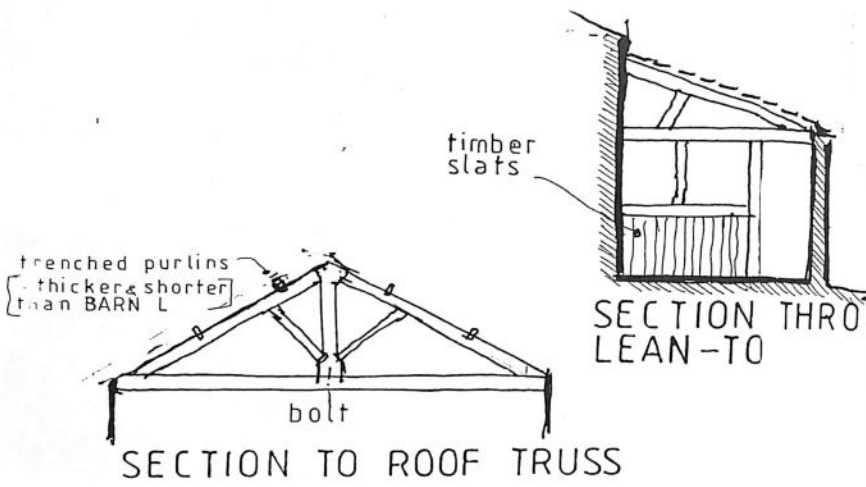 timber
slats
trenched purlins
[- thicker & shorter
than BARN L]
bolt
SECTION THRO
LEAN-TO
SECTION TO ROOF TRUSS